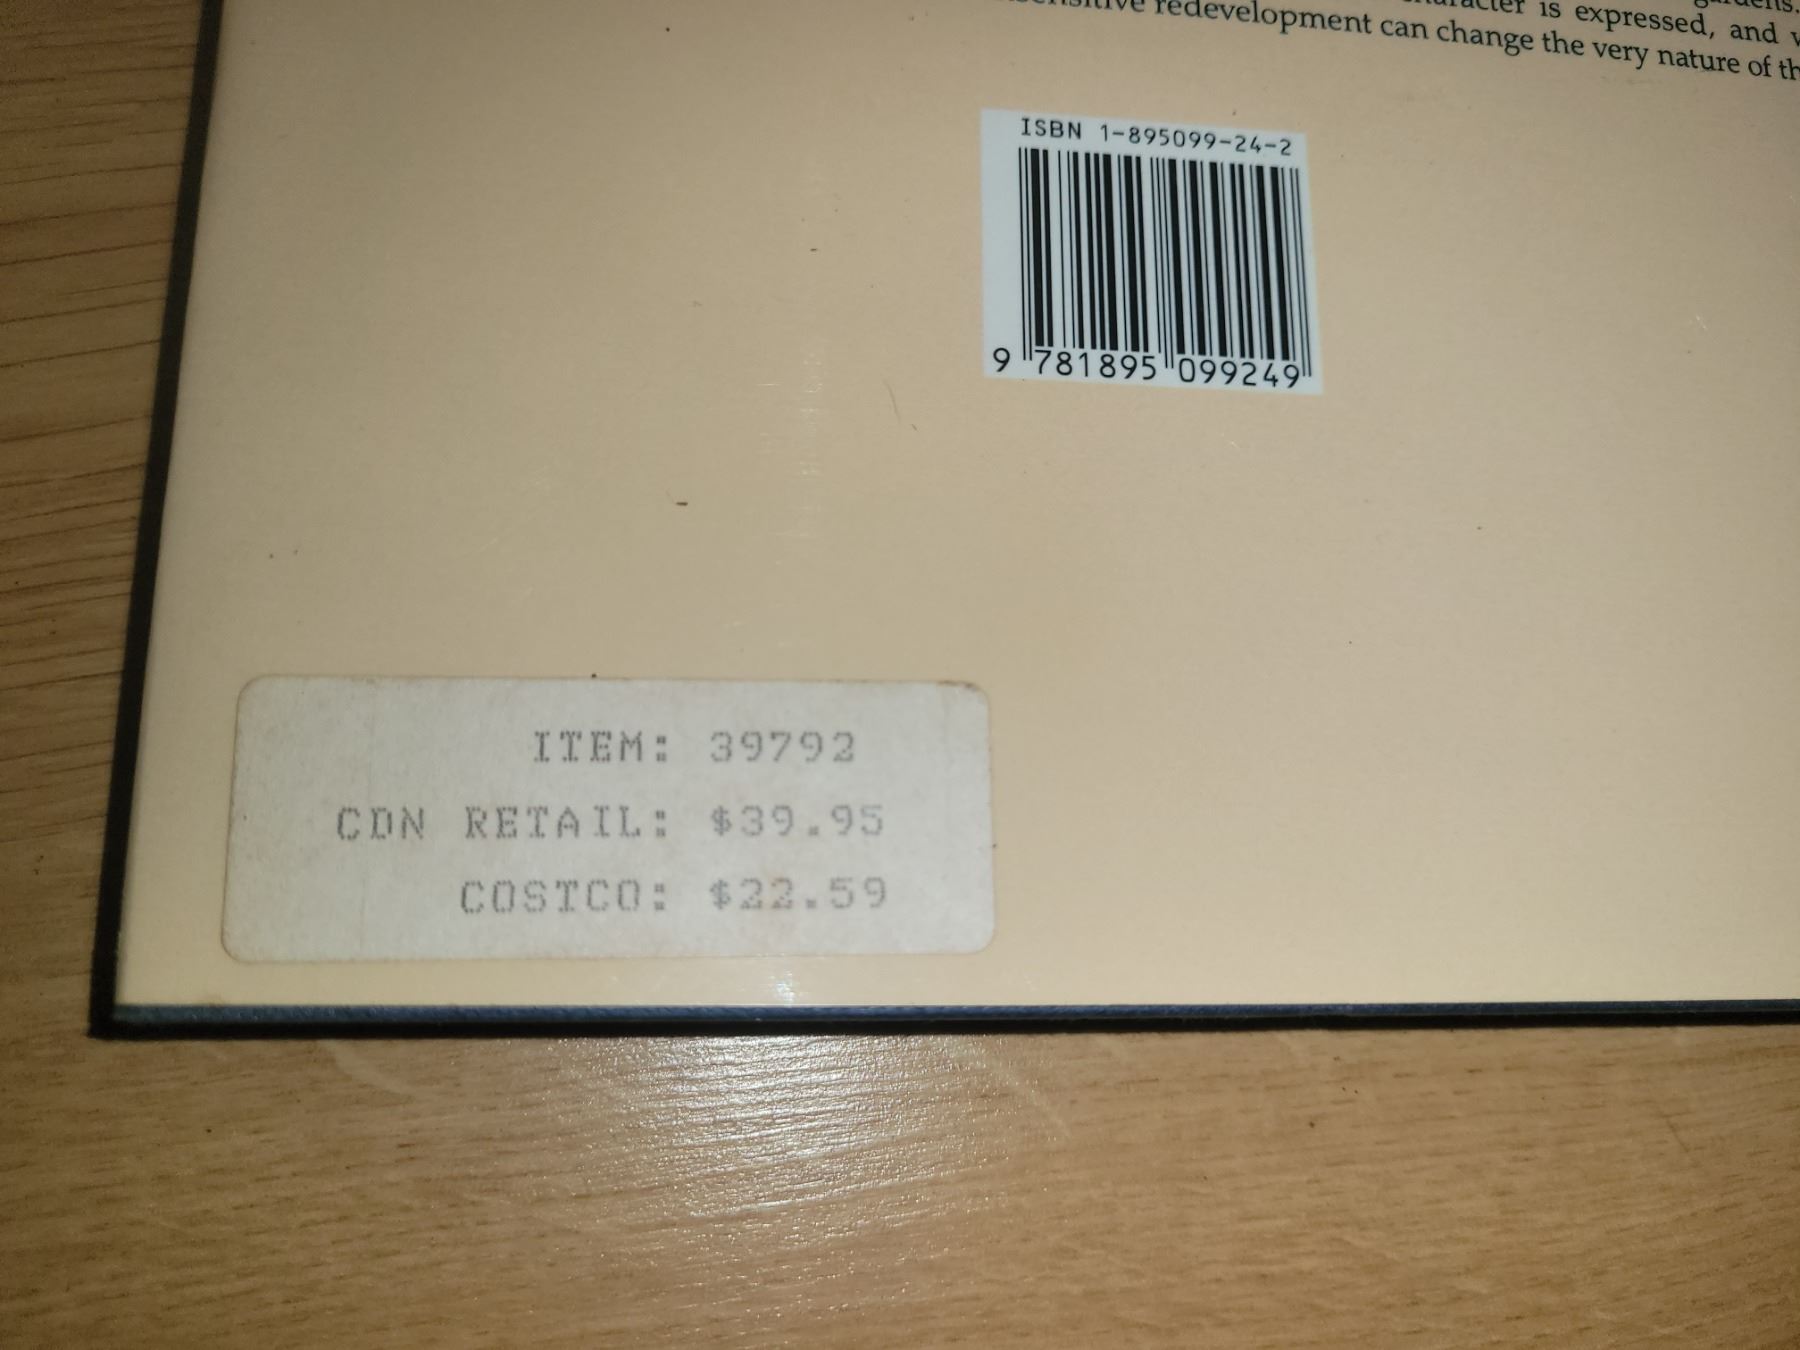 gardens.
character is expressed, and
redevelopment can change the very nature of
ISBN 1-895099-24-2
9 781895 099249
ITEM: 39792
CDN RETAIL: $39.95
COSTCO: $22.59